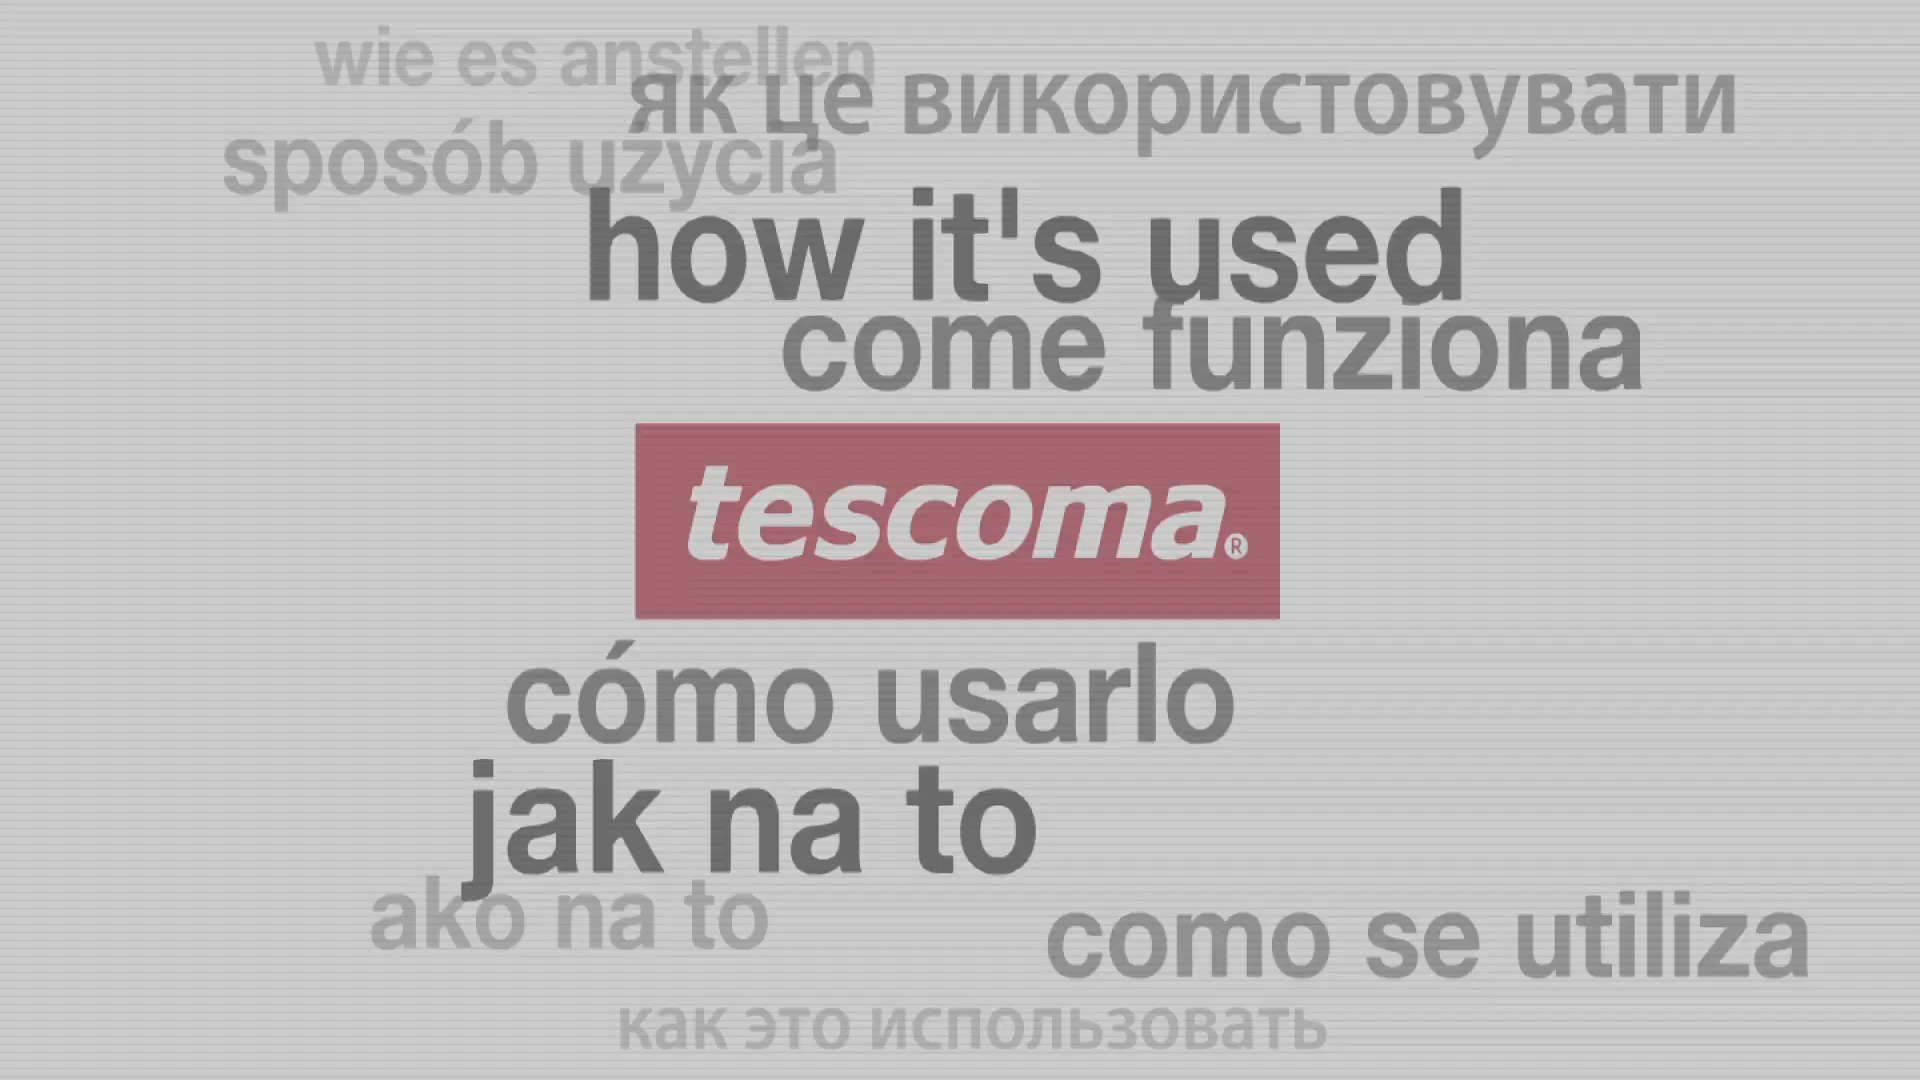 wie es anstellen
як це використовувати
sposób użycia
how it's used
come funziona
tescoma®
cómo usarlo
jak na to
ako na to
como se utiliza
как это использовать